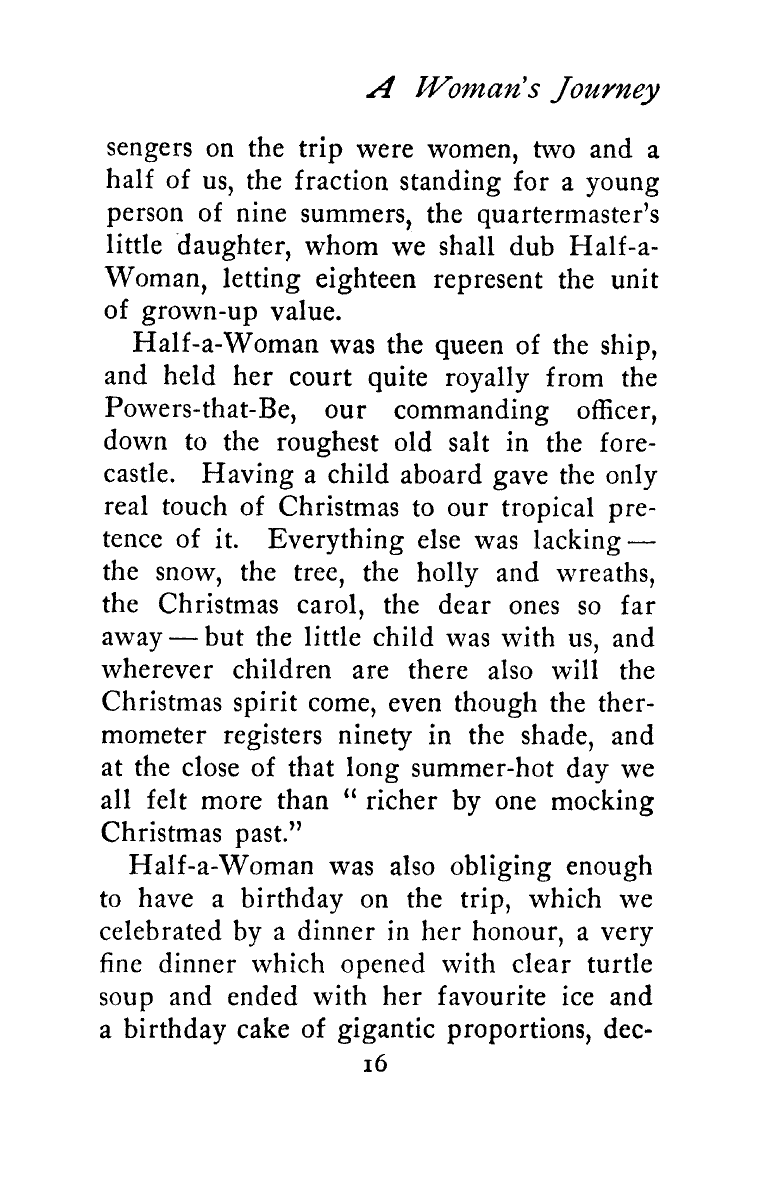 A Woman's Journey
sengers on the trip were women, two and a
half of us, the fraction standing for a young
person of nine summers, the quartermaster's
little daughter, whom we shall dub Half-a-
Woman, letting eighteen represent the unit
of grown-up value.
Half-a-Woman was the queen of the ship,
and held her court quite royally from the
Powers-that-Be, our commanding officer,
down to the roughest old salt in the fore-
castle. Having a child aboard gave the only
real touch of Christmas to our tropical pre-
tence of it. Everything else was lacking —
the snow, the tree, the holly and wreaths,
the Christmas carol, the dear ones so far
away — but the little child was with us, and
wherever children are there also will the
Christmas spirit come, even though the ther-
mometer registers ninety in the shade, and
at the close of that long summer-hot day we
all felt more than “ richer by one mocking
Christmas past.”
Half-a-Woman was also obliging enough
to have a birthday on the trip, which we
celebrated by a dinner in her honour, a very
fine dinner which opened with clear turtle
soup and ended with her favourite ice and
a birthday cake of gigantic proportions, dec-
16